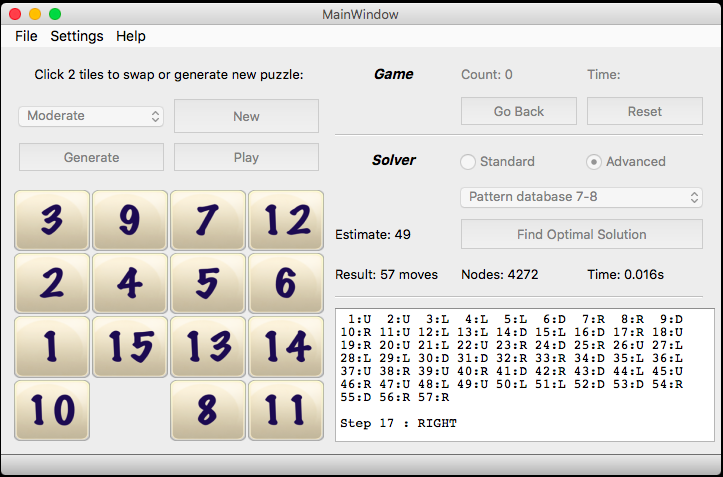 MainWindow
File Settings Help
Click 2 tiles to swap or generate new puzzle:
Moderate
New
Generate
Play
3 9 7 12
2 4 5 6
1 15 13 14
10 8 11
Game
Count: 0
Time:
Go Back
Reset
Solver
Standard
Advanced
Pattern database 7-8
Estimate: 49
Find Optimal Solution
Result: 57 moves
Nodes: 4272
Time: 0.016s
1:U 2:U 3:L 4:L 5:L 6:D 7:R 8:R 9:D
10:R 11:U 12:L 13:L 14:D 15:L 16:D 17:R 18:U
19:R 20:U 21:L 22:U 23:R 24:D 25:R 26:U 27:L
28:L 29:L 30:D 31:D 32:R 33:R 34:D 35:L 36:L
37:U 38:R 39:U 40:R 41:D 42:R 43:D 44:L 45:U
46:R 47:U 48:L 49:U 50:L 51:L 52:D 53:D 54:R
55:D 56:R 57:R
Step 17 : RIGHT